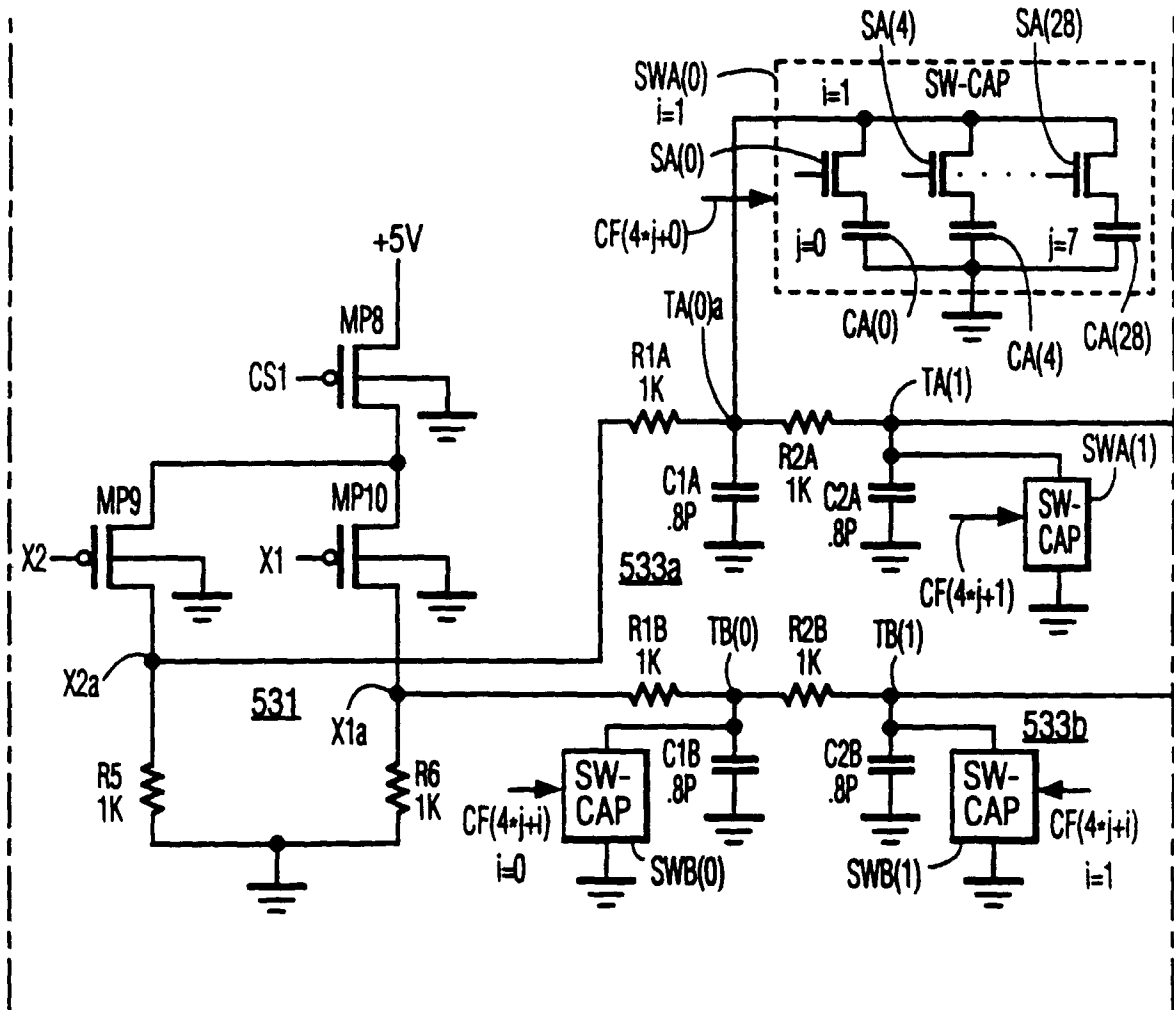 SA(4)
SA(28)
SWA(0)
i=1
i=1
SW-CAP
SA(0)
CF(4*j+0)
j=0
j=7
CA(0)
CA(4)
CA(28)
+5V
MP8
CS1
TA(0)a
R1A
1K
TA(1)
R2A
1K
SWA(1)
C1A
.8P
C2A
.8P
SW-
CAP
CF(4*j+1)
MP9
MP10
X2
X1
533a
R1B
1K
TB(0)
R2B
1K
TB(1)
X2a
531
X1a
533b
R5
1K
R6
1K
C1B
.8P
C2B
.8P
SW-
CAP
SW-
CAP
CF(4*j+i)
i=0
SWB(0)
SWB(1)
CF(4*j+i)
i=1